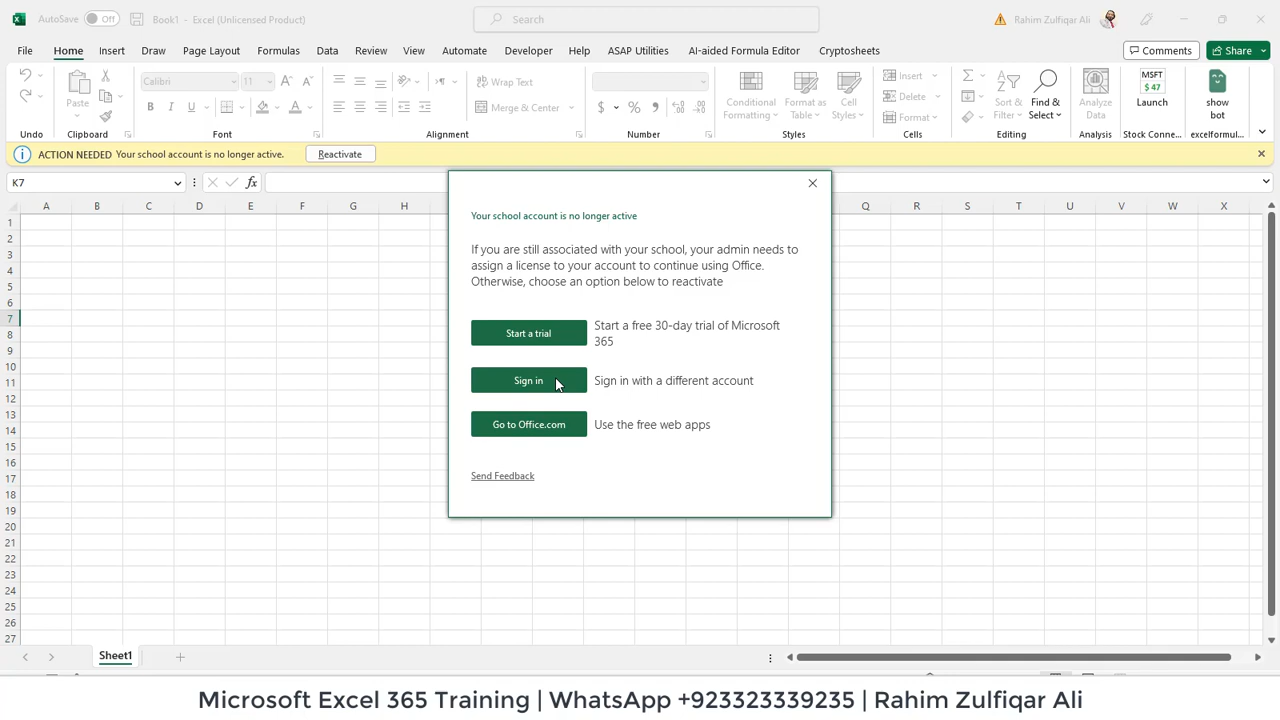 AutoSave Off Book1 - Excel (Unlicensed Product) Search Rahim Zulfiqar Ali
File Home Insert Draw Page Layout Formulas Data Review View Automate Developer Help ASAP Utilities AI-aided Formula Editor Cryptosheets Comments Share
Calibri 11 Wrap Text Insert MSFT
$ 47
Paste B I U Merge & Center $ % Conditional Formatting Format as Table Cell Styles Delete Sort & Filter Find & Select Analyze Data Launch show bot
Format
Undo Clipboard Font Alignment Number Styles Cells Editing Analysis Stock Conne... excelformul...
ACTION NEEDED Your school account is no longer active. Reactivate
K7 fx
A B C D E F G H Q R S T U V W X
1
2
3
4
5
6
7
8
9
10
11
12
13
14
15
16
17
18
19
20
21
22
23
24
25
26
27
Your school account is no longer active
If you are still associated with your school, your admin needs to
assign a license to your account to continue using Office.
Otherwise, choose an option below to reactivate
Start a trial Start a free 30-day trial of Microsoft
365
Sign in Sign in with a different account
Go to Office.com Use the free web apps
Send Feedback
Sheet1
Microsoft Excel 365 Training | WhatsApp +923323339235 | Rahim Zulfiqar Ali